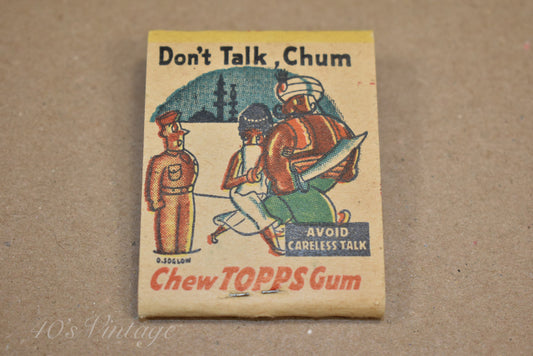 Don't Talk, Chum
AVOID
CARELESS TALK
O. SOGLOW
Chew TOPPS Gum
40's Vintage